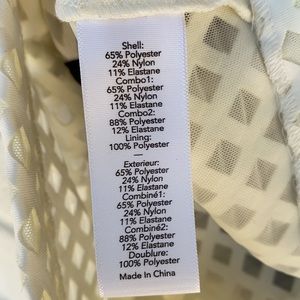 Shell:
65% Polyester
24% Nylon
11% Elastane
Combo1:
65% Polyester
24% Nylon
11% Elastane
Combo2:
88% Polyester
12% Elastane
Lining:
100% Polyester
—
Exterieur:
65% Polyester
24% Nylon
11% Elastane
Combiné1:
65% Polyester
24% Nylon
11% Elastane
Combiné2:
88% Polyester
12% Elastane
Doublure:
100% Polyester
Made In China